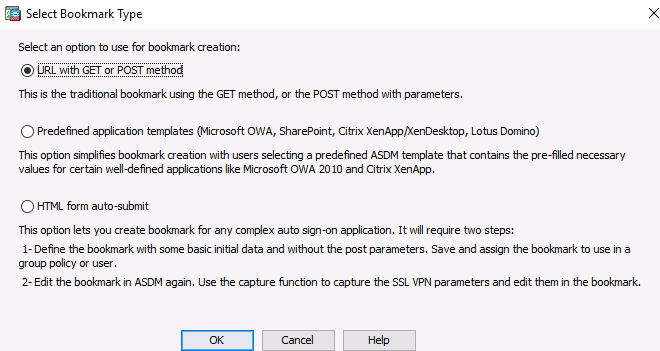 Select Bookmark Type
Select an option to use for bookmark creation:
URL with GET or POST method
This is the traditional bookmark using the GET method, or the POST method with parameters.
Predefined application templates (Microsoft OWA, SharePoint, Citrix XenApp/XenDesktop, Lotus Domino)
This option simplifies bookmark creation with users selecting a predefined ASDM template that contains the pre-filled necessary
values for certain well-defined applications like Microsoft OWA 2010 and Citrix XenApp.
HTML form auto-submit
This option lets you create bookmark for any complex auto sign-on application. It will require two steps:
1- Define the bookmark with some basic initial data and without the post parameters. Save and assign the bookmark to use in a
group policy or user.
2- Edit the bookmark in ASDM again. Use the capture function to capture the SSL VPN parameters and edit them in the bookmark.
OK
Cancel
Help